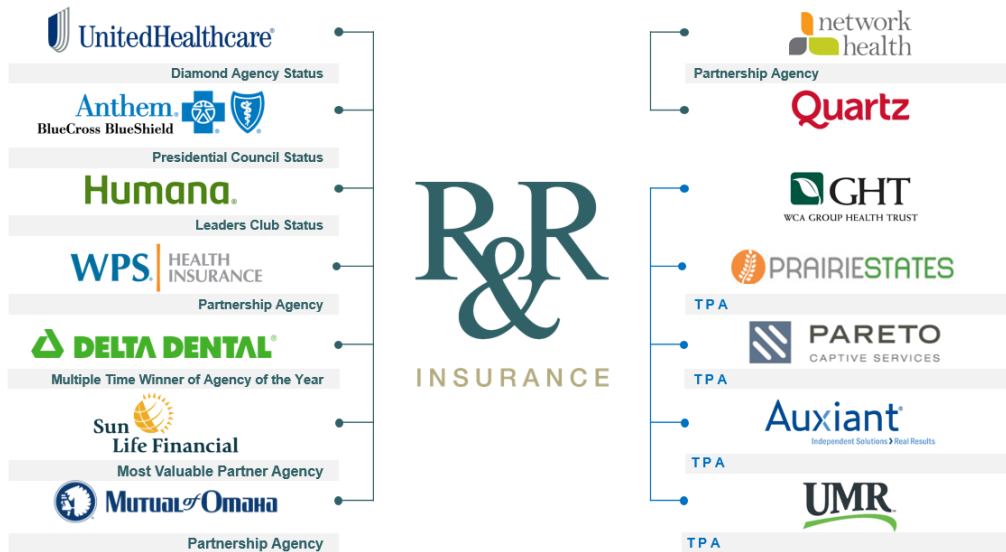 UnitedHealthcare®
Diamond Agency Status
Anthem®
BlueCross BlueShield
Presidential Council Status
Humana®
Leaders Club Status
WPS® HEALTH
INSURANCE
Partnership Agency
DELTA DENTAL®
Multiple Time Winner of Agency of the Year
Sun
Life Financial
Most Valuable Partner Agency
MUTUAL of OMAHA
Partnership Agency
R&R
INSURANCE
network
health
Partnership Agency
Quartz
GHT
WCA GROUP HEALTH TRUST
PRAIRIESTATES
TPA
PARETO
CAPTIVE SERVICES
TPA
Auxiant®
Independent Solutions › Real Results
TPA
UMR
TPA